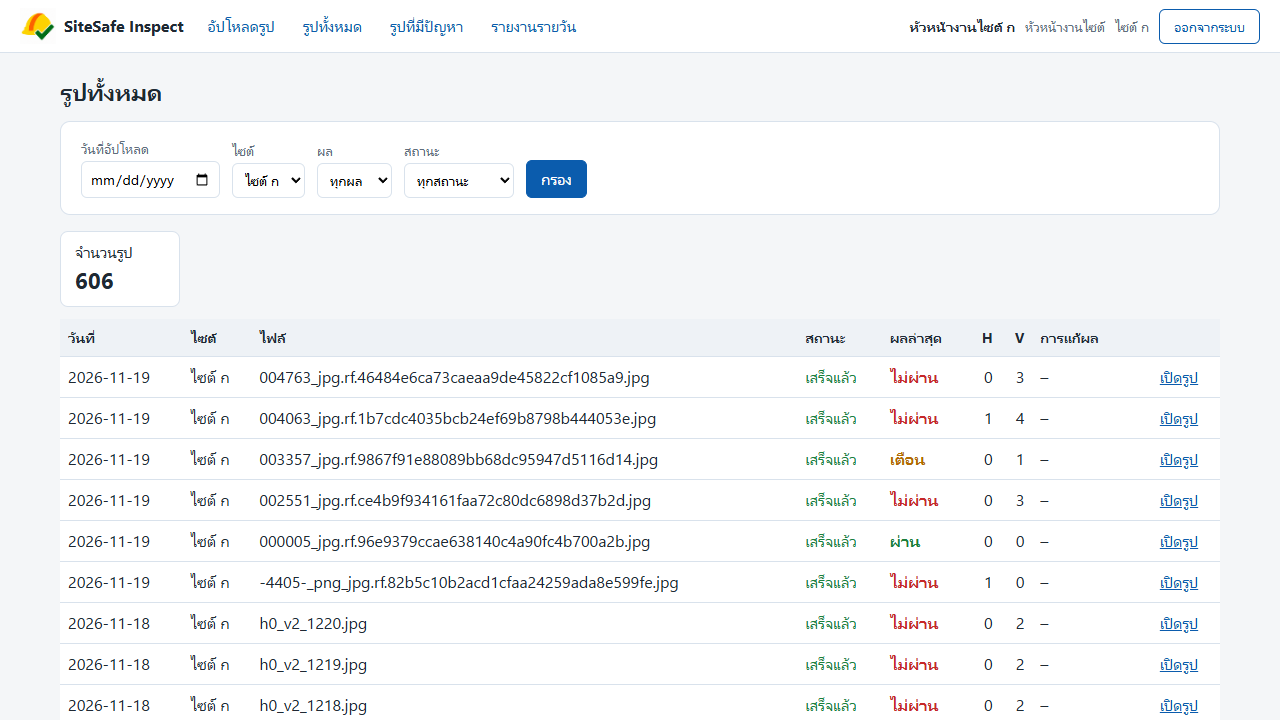 SiteSafe Inspect อัปโหลดรูป รูปทั้งหมด รูปที่มีปัญหา รายงานรายวัน หัวหน้างานไซต์ ก หัวหน้างานไซต์ ไซต์ ก ออกจากระบบ
รูปทั้งหมด
วันที่อัปโหลด ไซต์ ผล สถานะ
mm/dd/yyyy ไซต์ ก ทุกผล ทุกสถานะ กรอง
จำนวนรูป
606
วันที่ ไซต์ ไฟล์ สถานะ ผลล่าสุด H V การแก้ผล
2026-11-19 ไซต์ ก 004763_jpg.rf.46484e6ca73caeaa9de45822cf1085a9.jpg เสร็จแล้ว ไม่ผ่าน 0 3 – เปิดรูป
2026-11-19 ไซต์ ก 004063_jpg.rf.1b7cdc4035bcb24ef69b8798b444053e.jpg เสร็จแล้ว ไม่ผ่าน 1 4 – เปิดรูป
2026-11-19 ไซต์ ก 003357_jpg.rf.9867f91e88089bb68dc95947d5116d14.jpg เสร็จแล้ว เตือน 0 1 – เปิดรูป
2026-11-19 ไซต์ ก 002551_jpg.rf.ce4b9f934161faa72c80dc6898d37b2d.jpg เสร็จแล้ว ไม่ผ่าน 0 3 – เปิดรูป
2026-11-19 ไซต์ ก 000005_jpg.rf.96e9379ccae638140c4a90fc4b700a2b.jpg เสร็จแล้ว ผ่าน 0 0 – เปิดรูป
2026-11-19 ไซต์ ก -4405-_png_jpg.rf.82b5c10b2acd1cfaa24259ada8e599fe.jpg เสร็จแล้ว ไม่ผ่าน 1 0 – เปิดรูป
2026-11-18 ไซต์ ก h0_v2_1220.jpg เสร็จแล้ว ไม่ผ่าน 0 2 – เปิดรูป
2026-11-18 ไซต์ ก h0_v2_1219.jpg เสร็จแล้ว ไม่ผ่าน 0 2 – เปิดรูป
2026-11-18 ไซต์ ก h0_v2_1218.jpg เสร็จแล้ว ไม่ผ่าน 0 2 – เปิดรูป